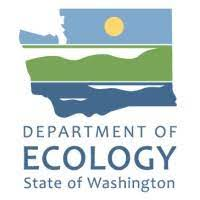 DEPARTMENT OF
ECOLOGY
State of Washington